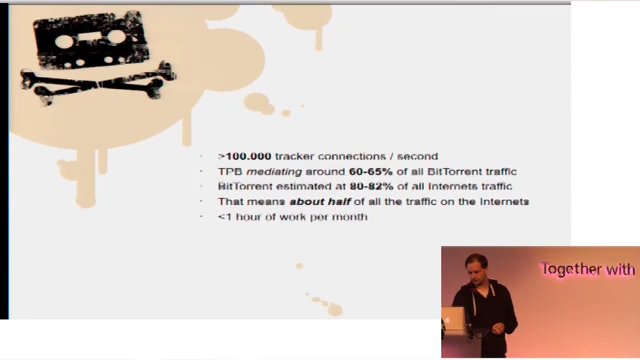 · >100.000 tracker connections / second
· TPB mediating around 60-65% of all BitTorrent traffic
· BitTorrent estimated at 80-82% of all Internets traffic
· That means about half of all the traffic on the Internets
· <1 hour of work per month
Together with